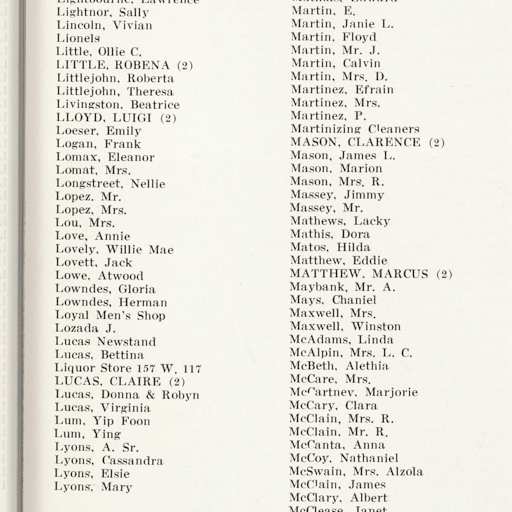 Lightbourne, Lawrence
Lightnor, Sally
Lincoln, Vivian
Lionels
Little, Ollie C.
LITTLE, ROBENA (2)
Littlejohn, Roberta
Littlejohn, Theresa
Livingston, Beatrice
LLOYD, LUIGI (2)
Loeser, Emily
Logan, Frank
Lomax, Eleanor
Lomat, Mrs.
Longstreet, Nellie
Lopez, Mr.
Lopez, Mrs.
Lou, Mrs.
Love, Annie
Lovely, Willie Mae
Lovett, Jack
Lowe, Atwood
Lowndes, Gloria
Lowndes, Herman
Loyal Men's Shop
Lozada J.
Lucas Newstand
Lucas, Bettina
Liquor Store 157 W. 117
LUCAS, CLAIRE (2)
Lucas, Donna & Robyn
Lucas, Virginia
Lum, Yip Foon
Lum, Ying
Lyons, A. Sr.
Lyons, Cassandra
Lyons, Elsie
Lyons, Mary
Martin, E.
Martin, Janie L.
Martin, Floyd
Martin, Mr. J.
Martin, Calvin
Martin, Mrs. D.
Martinez, Efrain
Martinez, Mrs.
Martinez, P.
Martinizing Cleaners
MASON, CLARENCE (2)
Mason, James L.
Mason, Marion
Mason, Mrs. R.
Massey, Jimmy
Massey, Mr.
Mathews, Lacky
Mathis, Dora
Matos, Hilda
Matthew, Eddie
MATTHEW, MARCUS (2)
Maybank, Mr. A.
Mays, Chaniel
Maxwell, Mrs.
Maxwell, Winston
McAdams, Linda
McAlpin, Mrs. L. C.
McBeth, Alethia
McCare, Mrs.
McCartney, Marjorie
McCary, Clara
McClain, Mrs. R.
McClain, Mr. R.
McCanta, Anna
McCoy, Nathaniel
McSwain, Mrs. Alzola
McClain, James
McClary, Albert
McClease, Janet